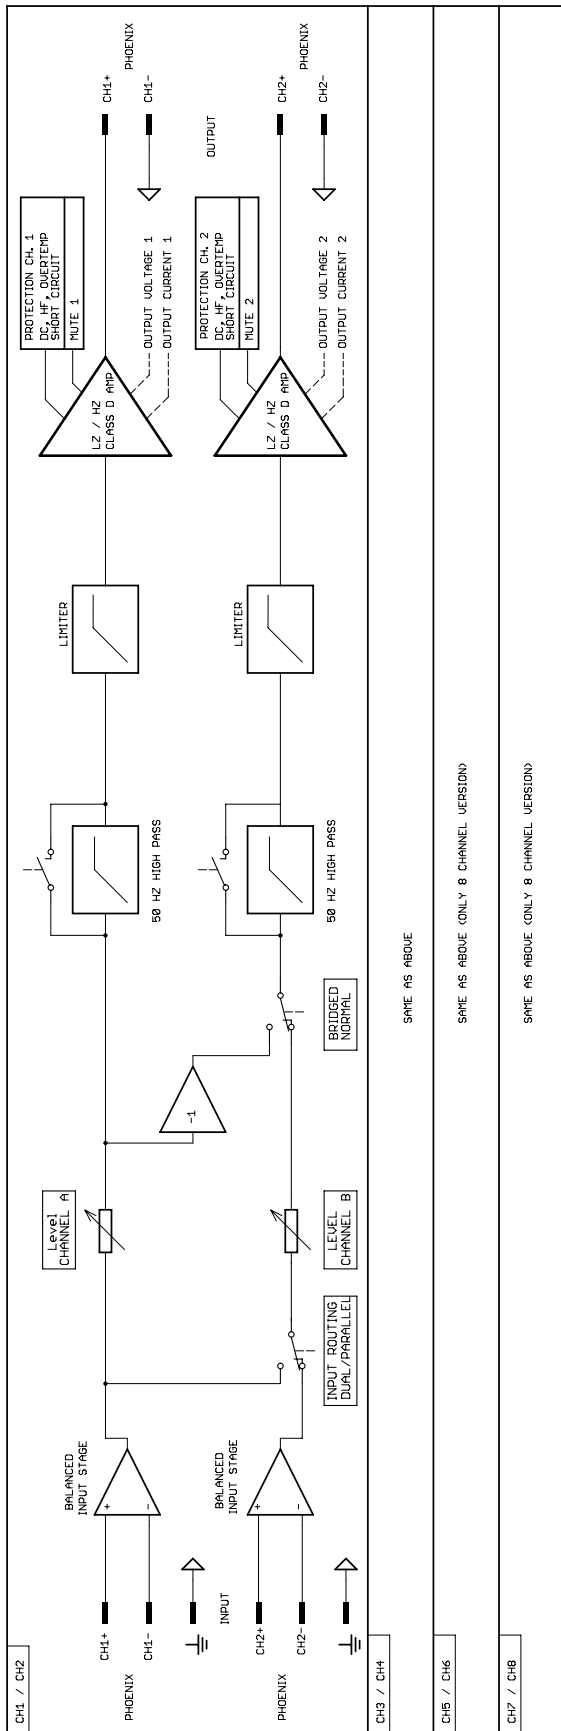 CH1 / CH2
PHOENIX
CH1+
CH1-
INPUT
PHOENIX
CH2+
CH2-
BALANCED
INPUT STAGE
+
-
BALANCED
INPUT STAGE
+
-
INPUT ROUTING
DUAL/PARALLEL
Level
CHANNEL A
LEVEL
CHANNEL B
-1
BRIDGED
NORMAL
50 HZ HIGH PASS
50 HZ HIGH PASS
LIMITER
LIMITER
LZ / HZ
CLASS D AMP
LZ / HZ
CLASS D AMP
PROTECTION CH. 1
DC, HF, OVERTEMP
SHORT CIRCUIT
MUTE 1
OUTPUT VOLTAGE 1
OUTPUT CURRENT 1
PROTECTION CH. 2
DC, HF, OVERTEMP
SHORT CIRCUIT
MUTE 2
OUTPUT VOLTAGE 2
OUTPUT CURRENT 2
CH1+
CH1-
PHOENIX
OUTPUT
CH2+
CH2-
PHOENIX
CH3 / CH4
SAME AS ABOVE
CH5 / CH6
SAME AS ABOVE (ONLY 8 CHANNEL VERSION)
CH7 / CH8
SAME AS ABOVE (ONLY 8 CHANNEL VERSION)